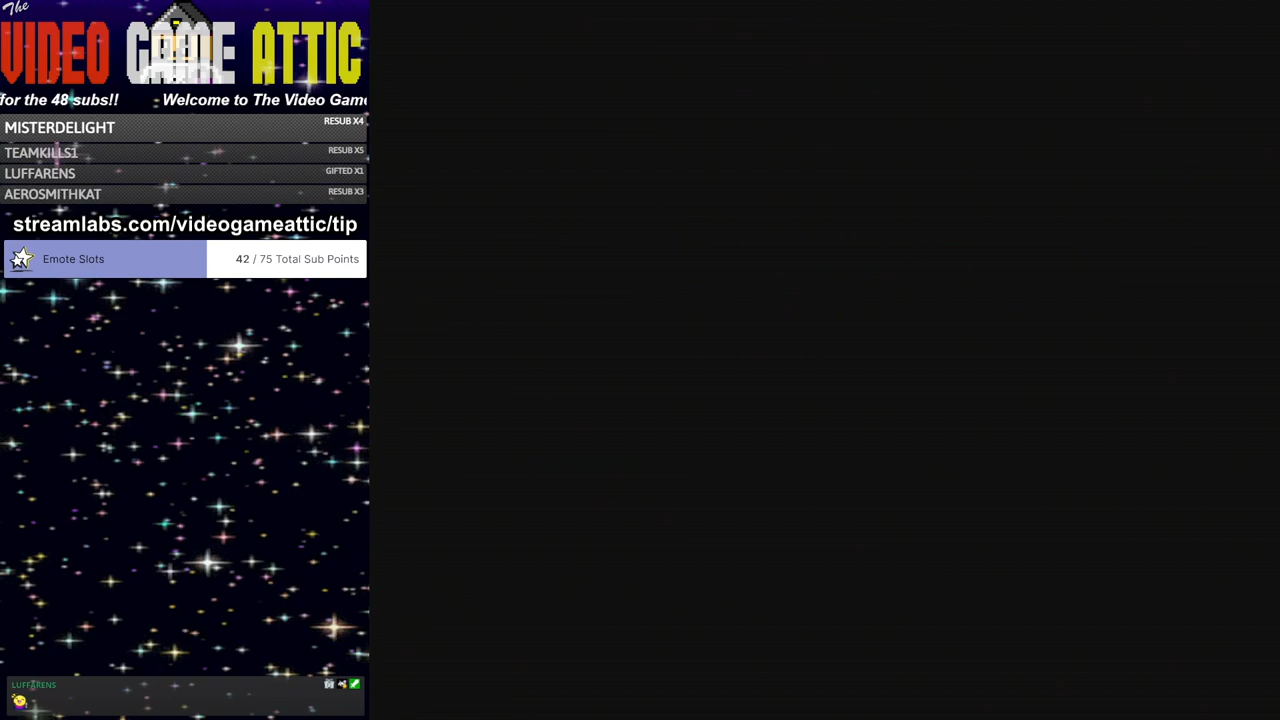 The
VIDEO GAME ATTIC
for the 48 subs!! Welcome to The Video Gam
MISTERDELIGHT RESUB X4
TEAMKILLS1 RESUB X5
LUFFARENS GIFTED X1
AEROSMITHKAT RESUB X3
streamlabs.com/videogameattic/tip
Emote Slots 42 / 75 Total Sub Points
LUFFARENS